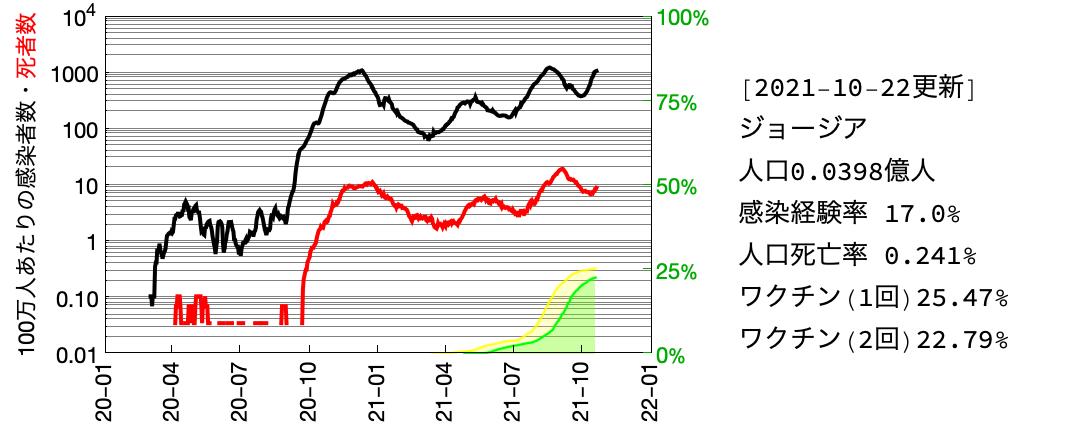 100万人あたりの感染者数・死者数
10^4
1000
100
10
1
0.10
0.01
100%
75%
50%
25%
0%
20-01
20-04
20-07
20-10
21-01
21-04
21-07
21-10
22-01
[2021-10-22更新]
ジョージア
人口0.0398億人
感染経験率 17.0%
人口死亡率 0.241%
ワクチン(1回)25.47%
ワクチン(2回)22.79%